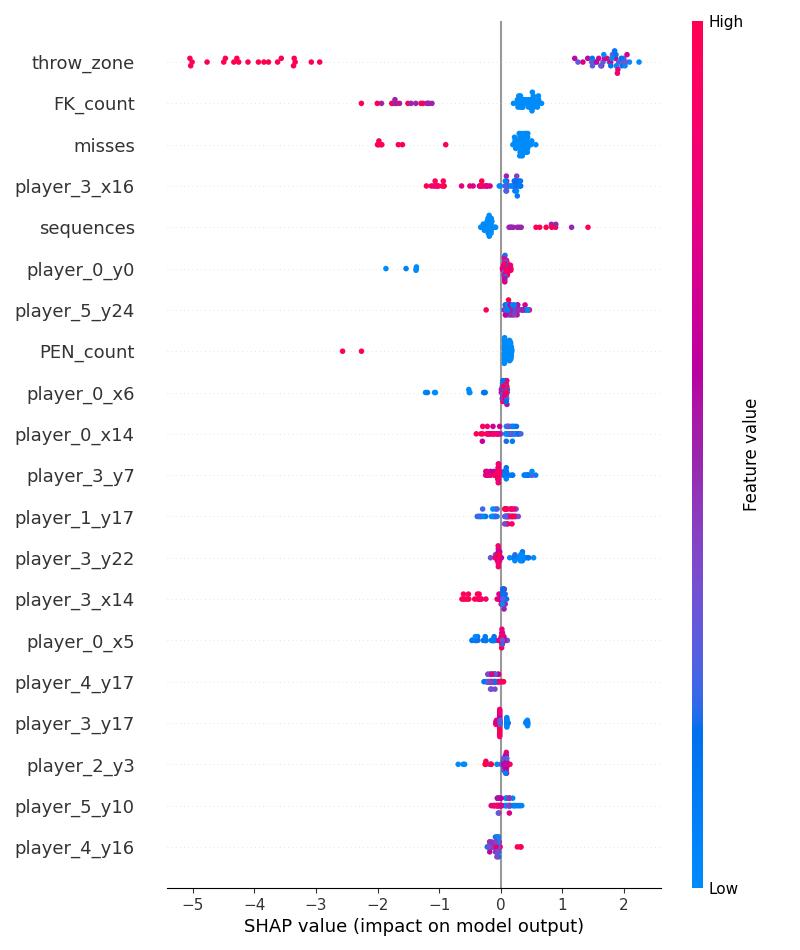 High
throw_zone
FK_count
misses
player_3_x16
sequences
player_0_y0
player_5_y24
PEN_count
player_0_x6
player_0_x14
player_3_y7
player_1_y17
player_3_y22
player_3_x14
player_0_x5
player_4_y17
player_3_y17
player_2_y3
player_5_y10
player_4_y16
Feature value
Low
−5 −4 −3 −2 −1 0 1 2
SHAP value (impact on model output)